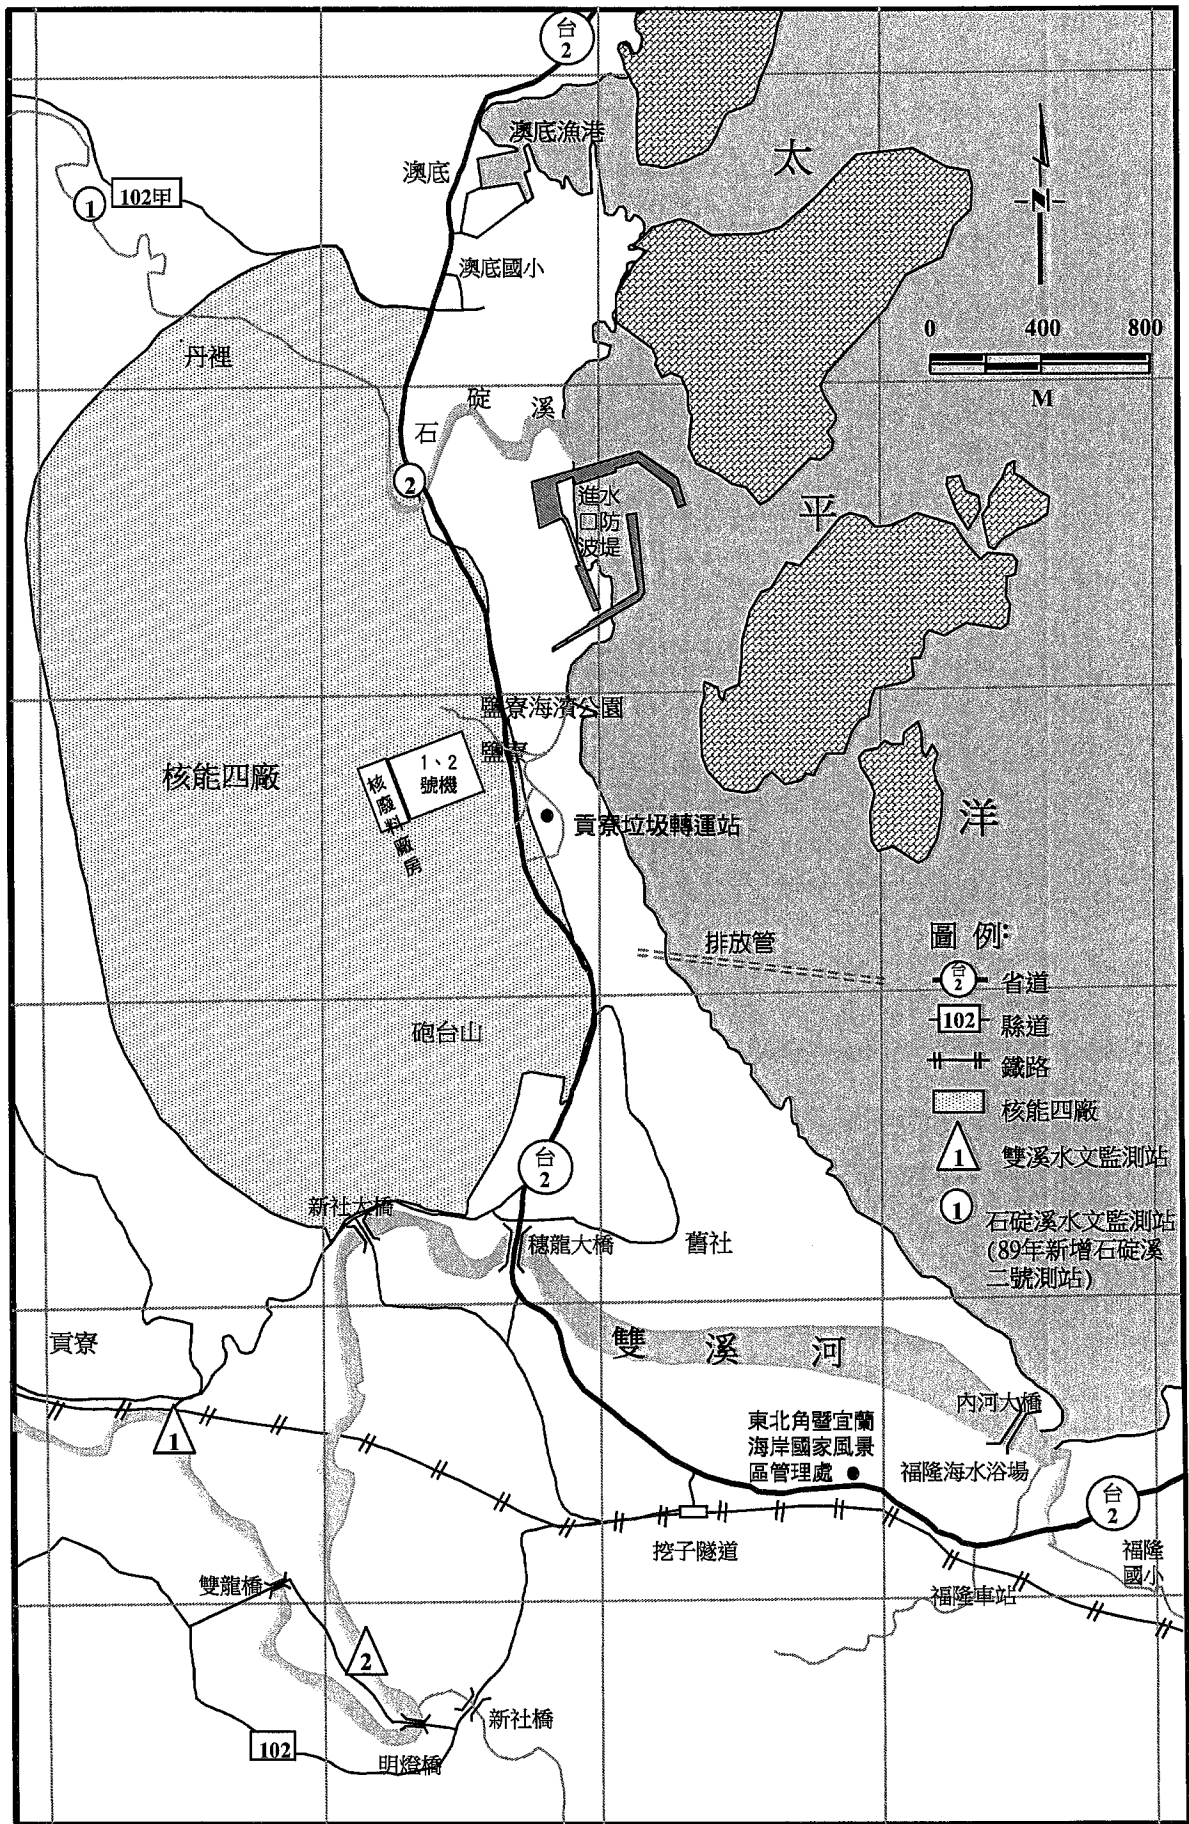 台
2
澳底漁港
太
澳底
102甲
1
N
澳底國小
0 400 800
M
丹裡
石 碇 溪
2
進水
口防
波堤
平
鹽寮海濱公園
鹽寮
核能四廠
1、2
號機
核廢料廠房
洋
貢寮垃圾轉運站
排放管
圖 例:
台
2
省道
102
縣道
鐵路
核能四廠
1
雙溪水文監測站
1
石碇溪水文監測站
(89年新增石碇溪
二號測站)
砲台山
台
2
新社大橋
穗龍大橋
舊社
貢寮
雙 溪 河
內河大橋
1
東北角暨宜蘭
海岸國家風景
區管理處
福隆海水浴場
台
2
挖子隧道
福隆
國小
雙龍橋
福隆車站
2
新社橋
102
明燈橋